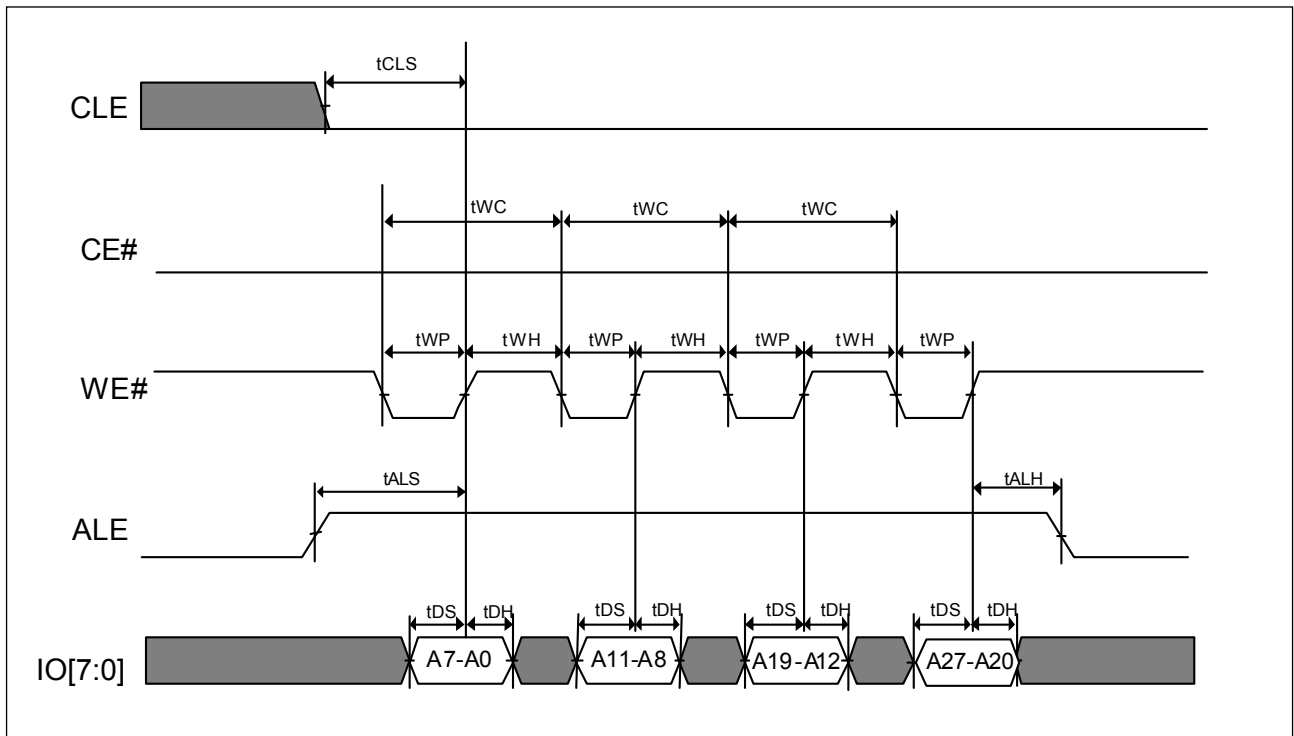 tCLS
CLE
tWC tWC tWC
CE#
tWP tWH tWP tWH tWP tWH tWP
WE#
tALS tALH
ALE
tDS tDH tDS tDH tDS tDH tDS tDH
IO[7:0] A7-A0 A11-A8 A19-A12 A27-A20